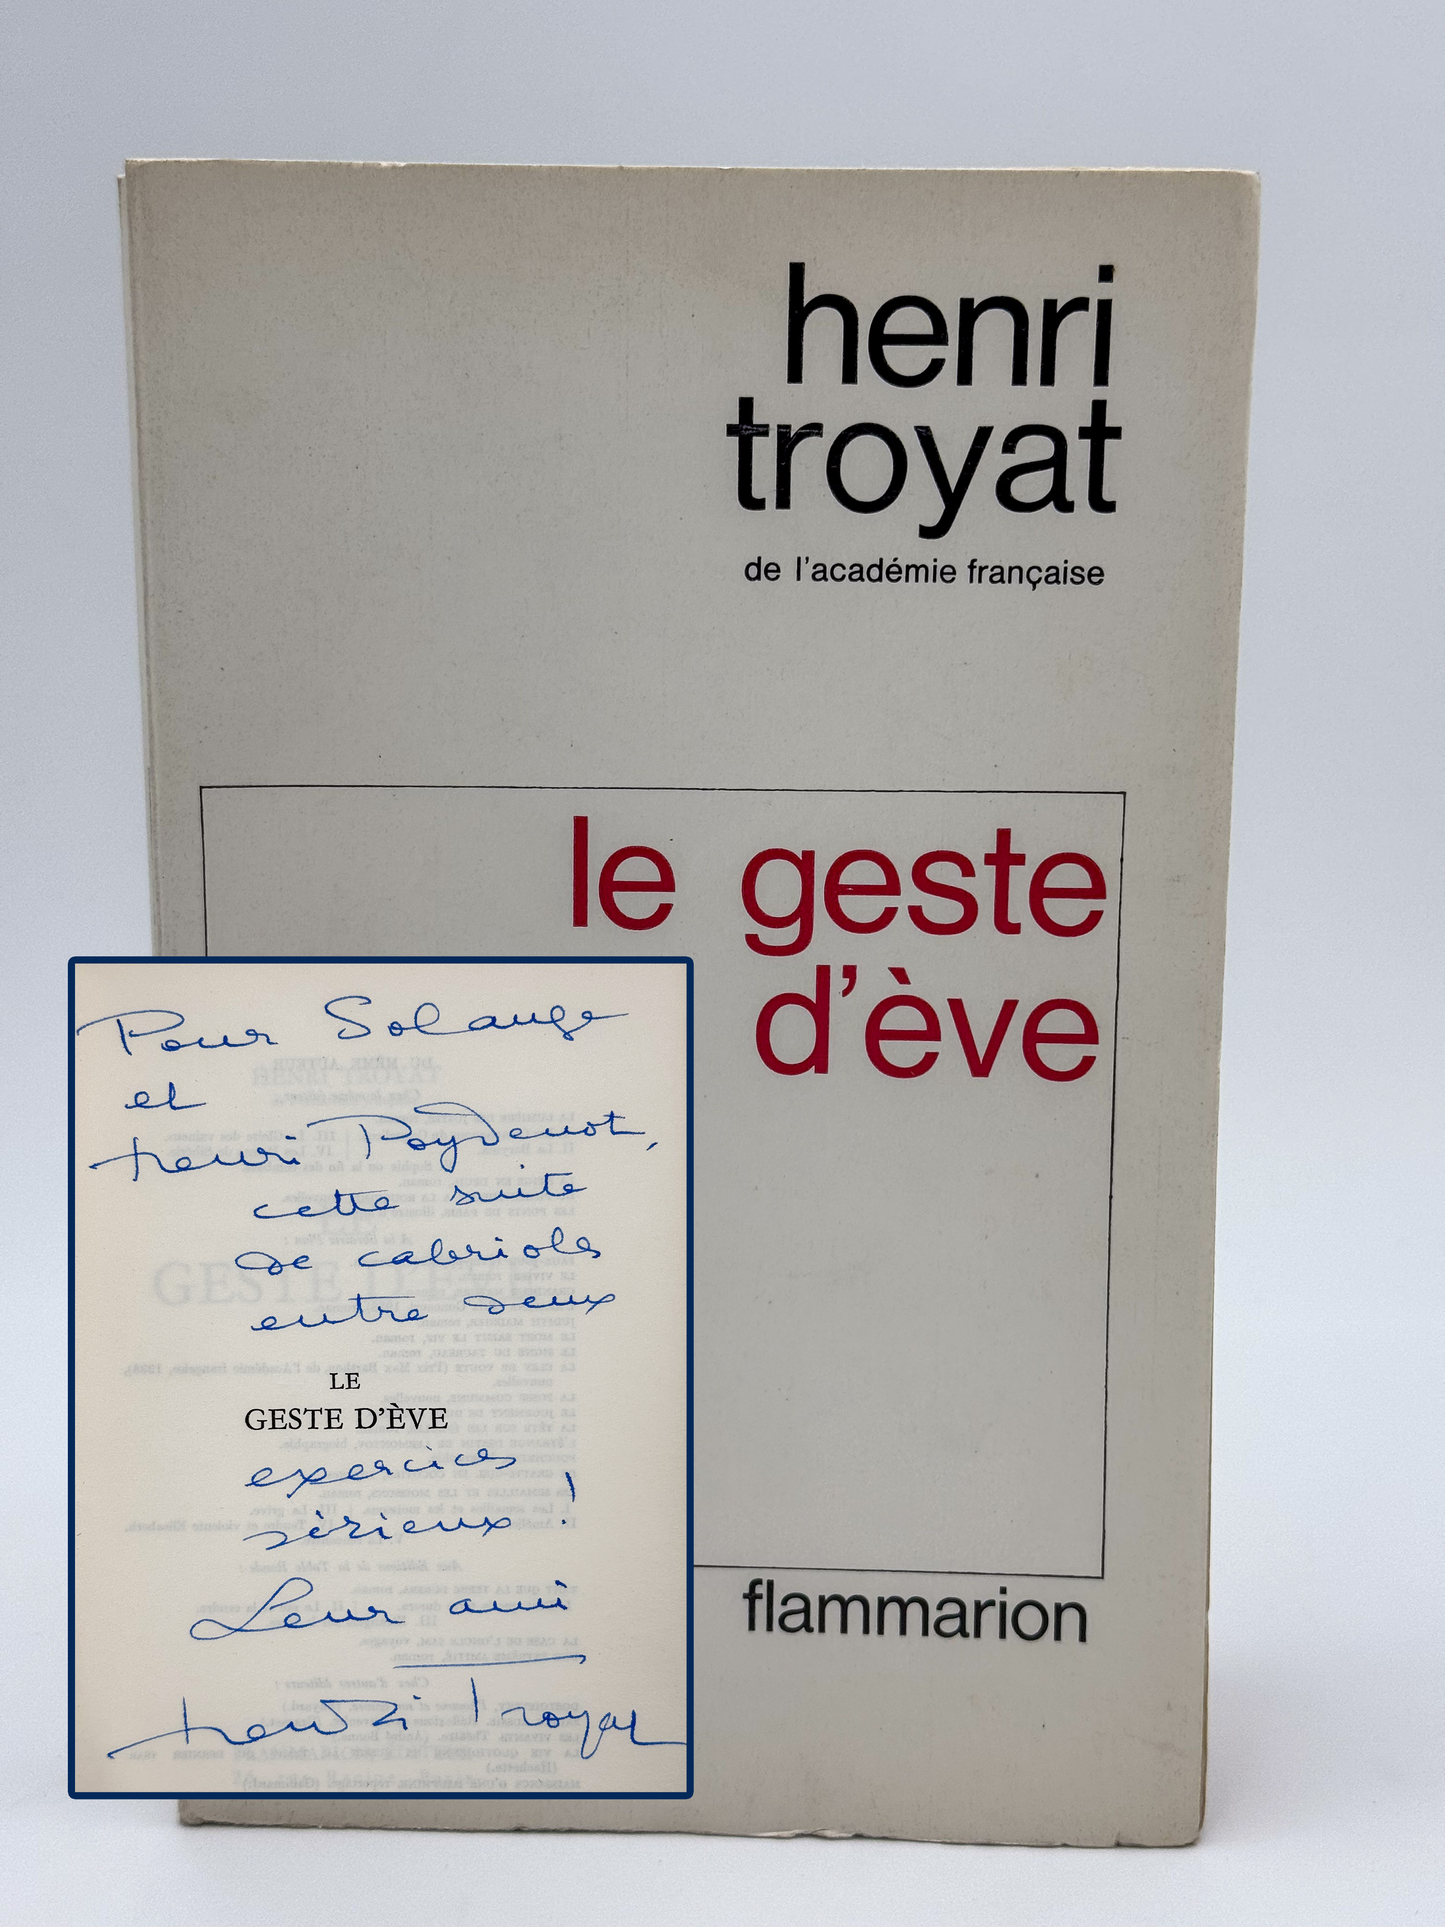 henri
troyat
de l'académie française
le geste
d'ève
flammarion
Pour Solange
et
Henri Poydenot,
cette suite
de cabrioles
entre deux
LE
GESTE D'ÈVE
exercices
sérieux !
Leur ami
Henri Troyat